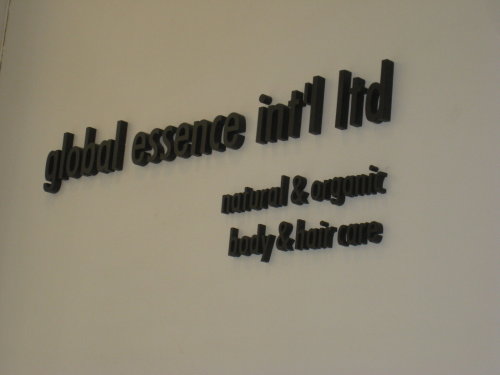 global essence int'l ltd
natural & organic
body & hair care